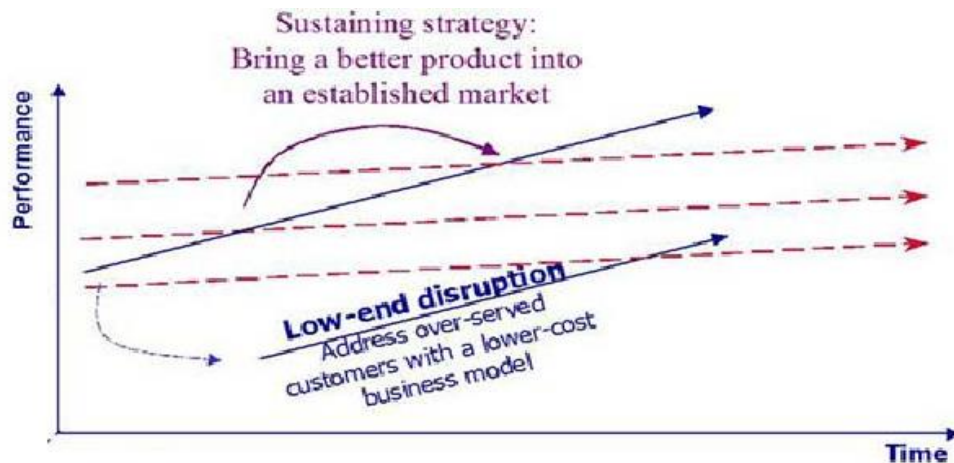 Sustaining strategy:
Bring a better product into
an established market
Performance
Low-end disruption
Address over-served
customers with a lower-cost
business model
Time